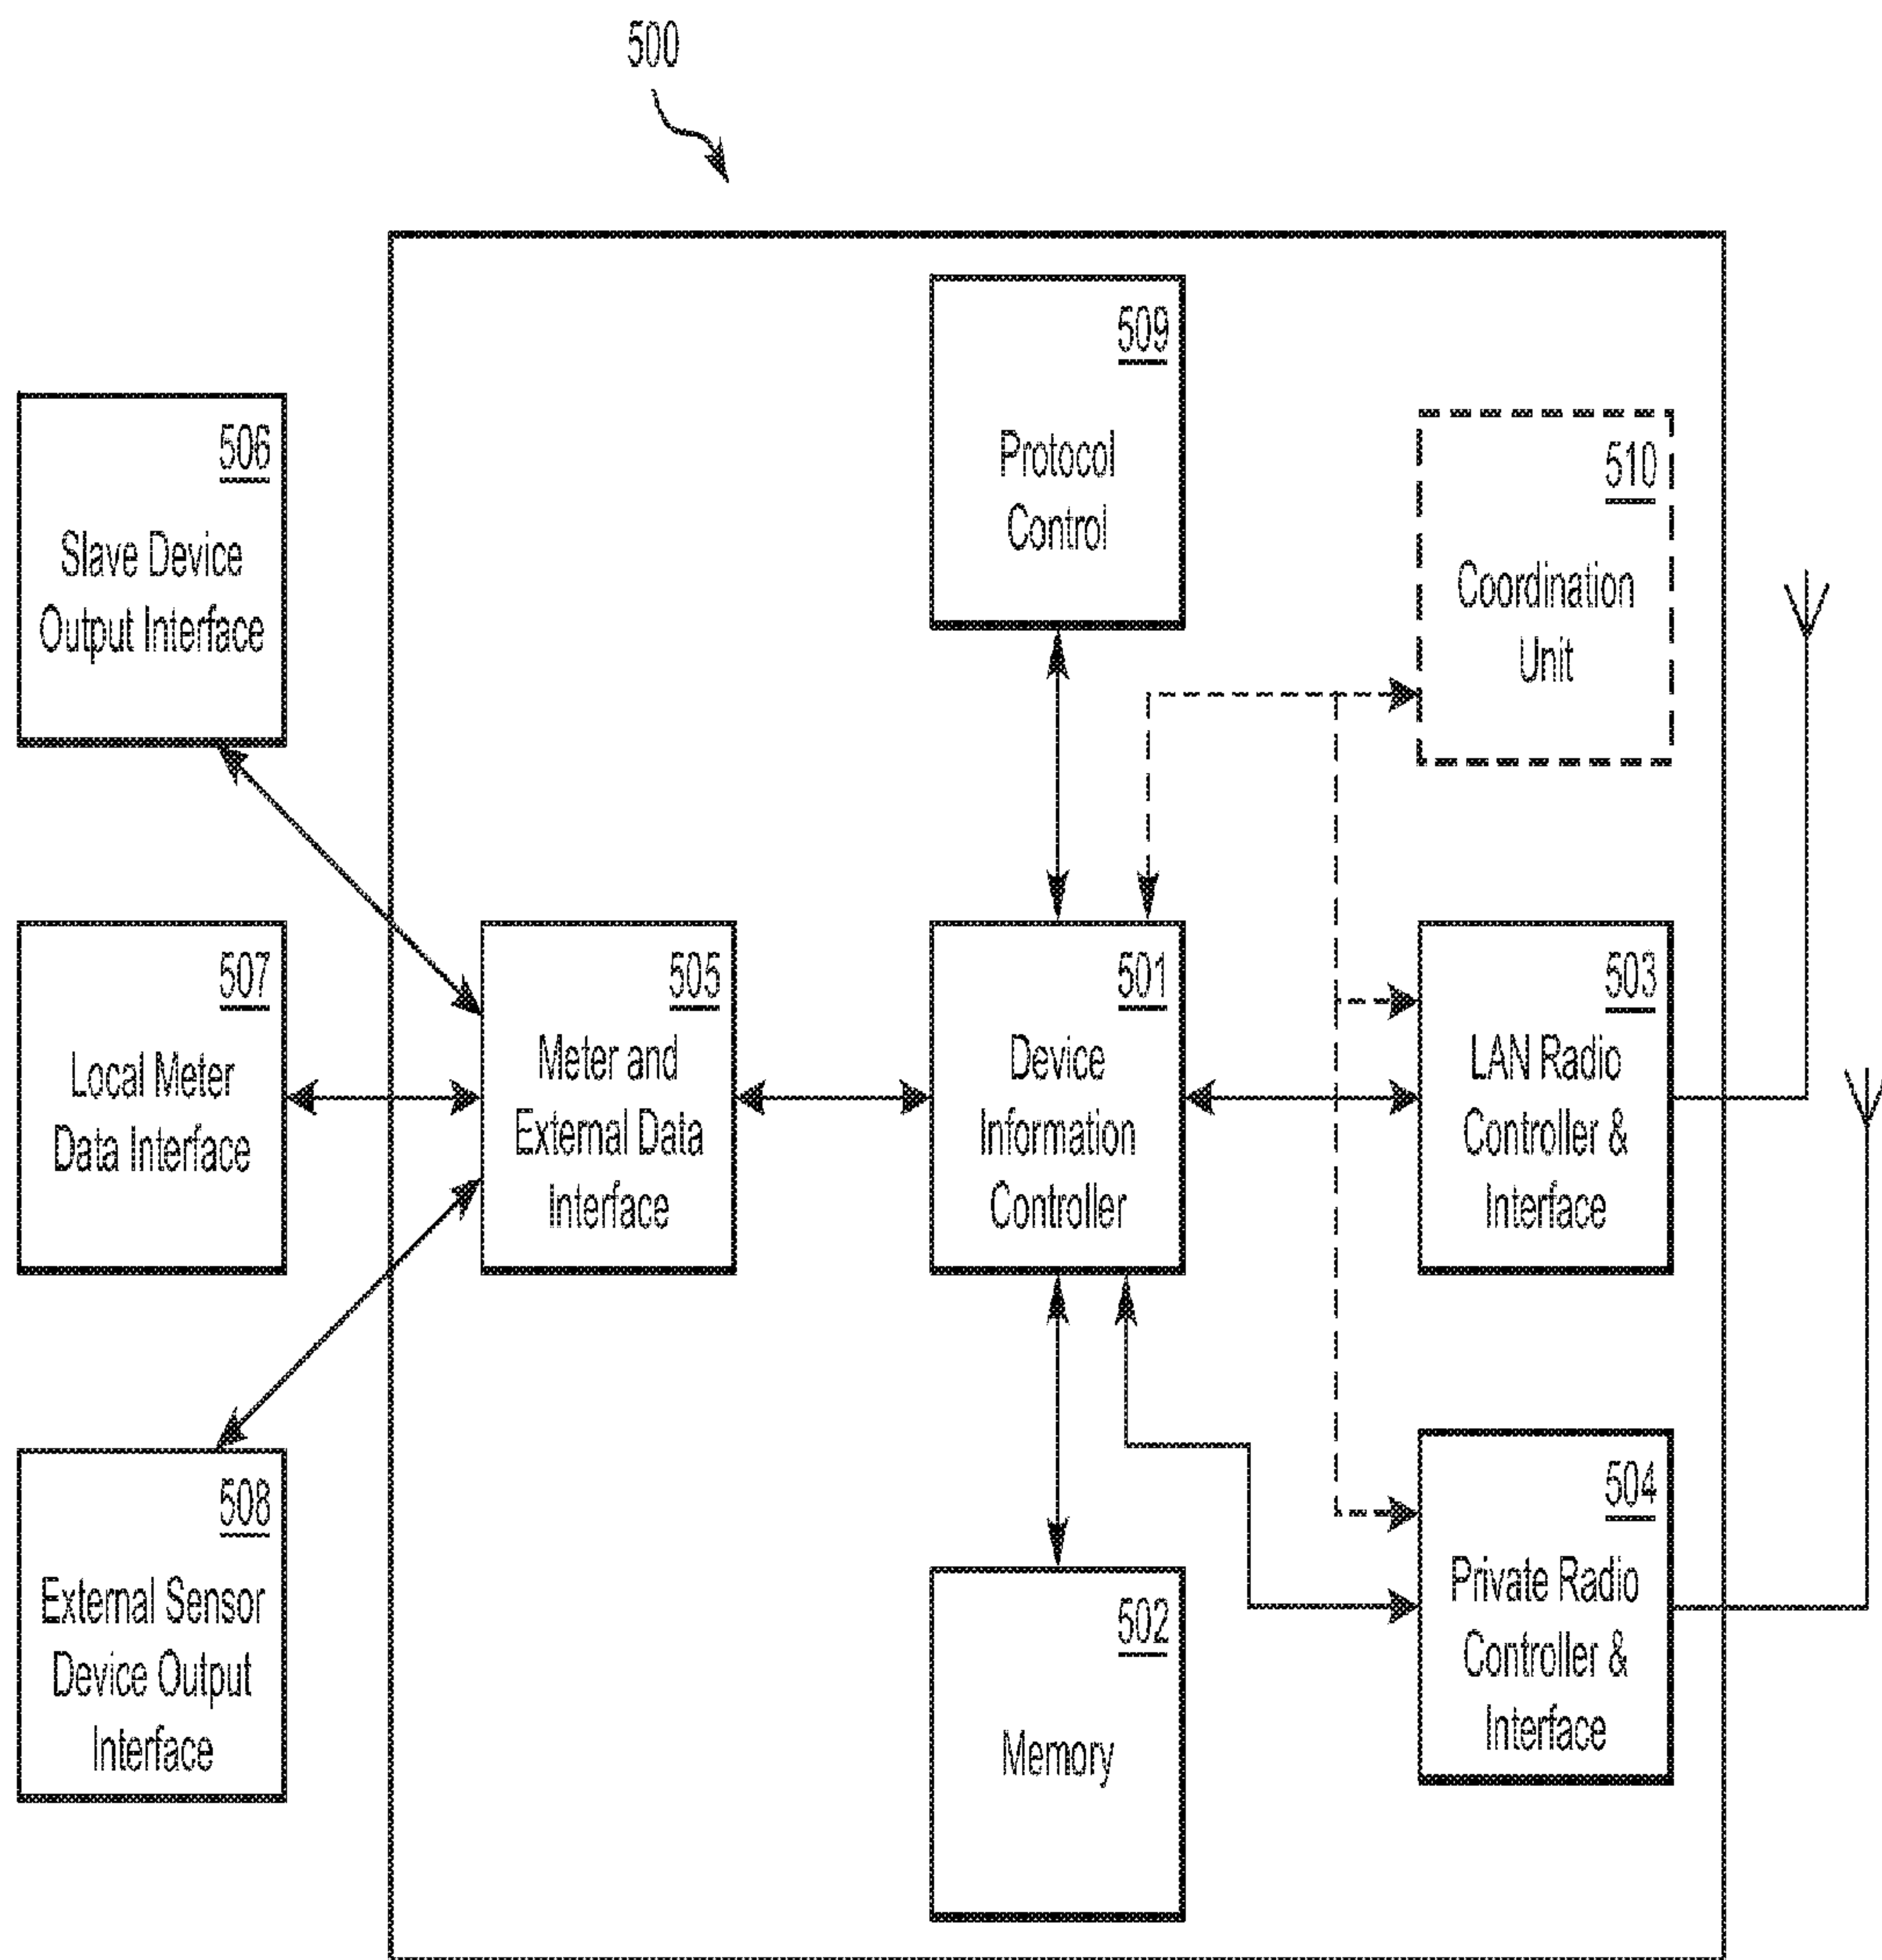 500
509
Protocol
Control
506
Slave Device
Output Interface
510
Coordination
Unit
507
Local Meter
Data Interface
505
Meter and
External Data
Interface
501
Device
Information
Controller
503
LAN Radio
Controller &
Interface
508
External Sensor
Device Output
Interface
502
Memory
504
Private Radio
Controller &
Interface